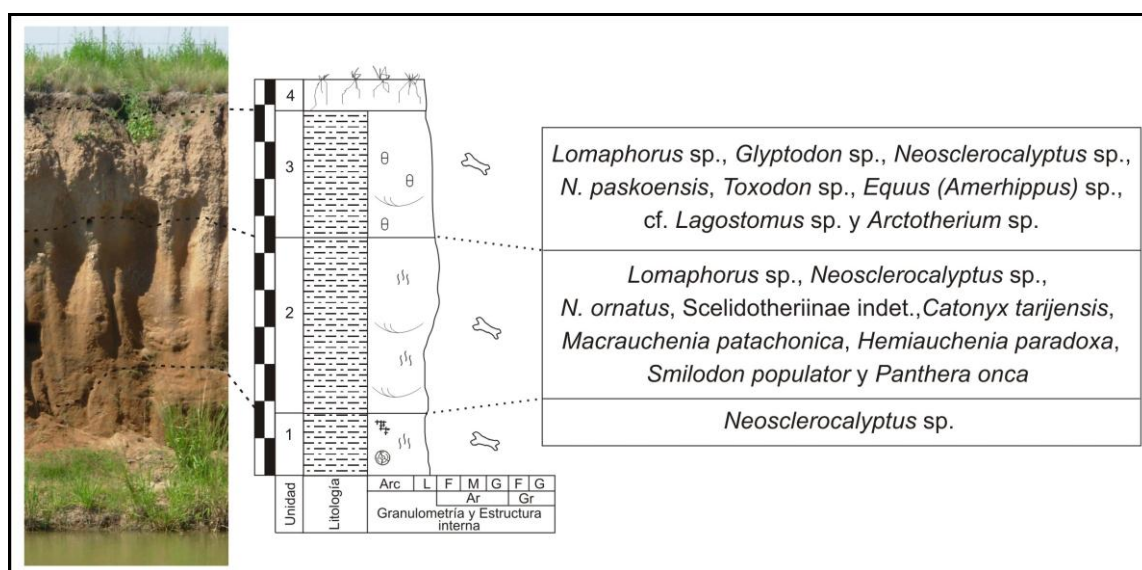 4
3
2
1
Unidad
Litología
Arc L F M G F G
Ar Gr
Granulometría y Estructura
interna
Lomaphorus sp., Glyptodon sp., Neosclerocalyptus sp.,
N. paskoensis, Toxodon sp., Equus (Amerhippus) sp.,
cf. Lagostomus sp. y Arctotherium sp.
Lomaphorus sp., Neosclerocalyptus sp.,
N. ornatus, Scelidotheriinae indet.,Catonyx tarijensis,
Macrauchenia patachonica, Hemiauchenia paradoxa,
Smilodon populator y Panthera onca
Neosclerocalyptus sp.